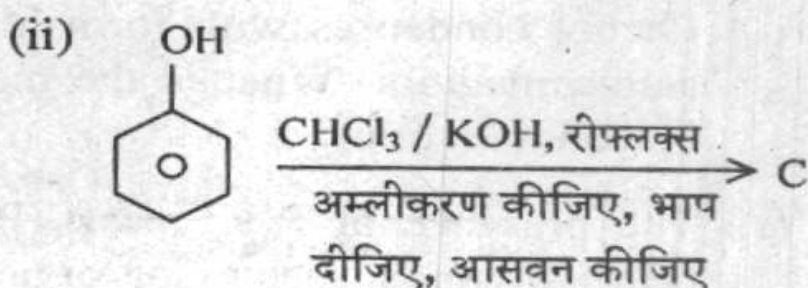 (ii) OH
CHCl₃ / KOH, रीफ्लक्स
C
अम्लीकरण कीजिए, भाप
दीजिए, आसवन कीजिए